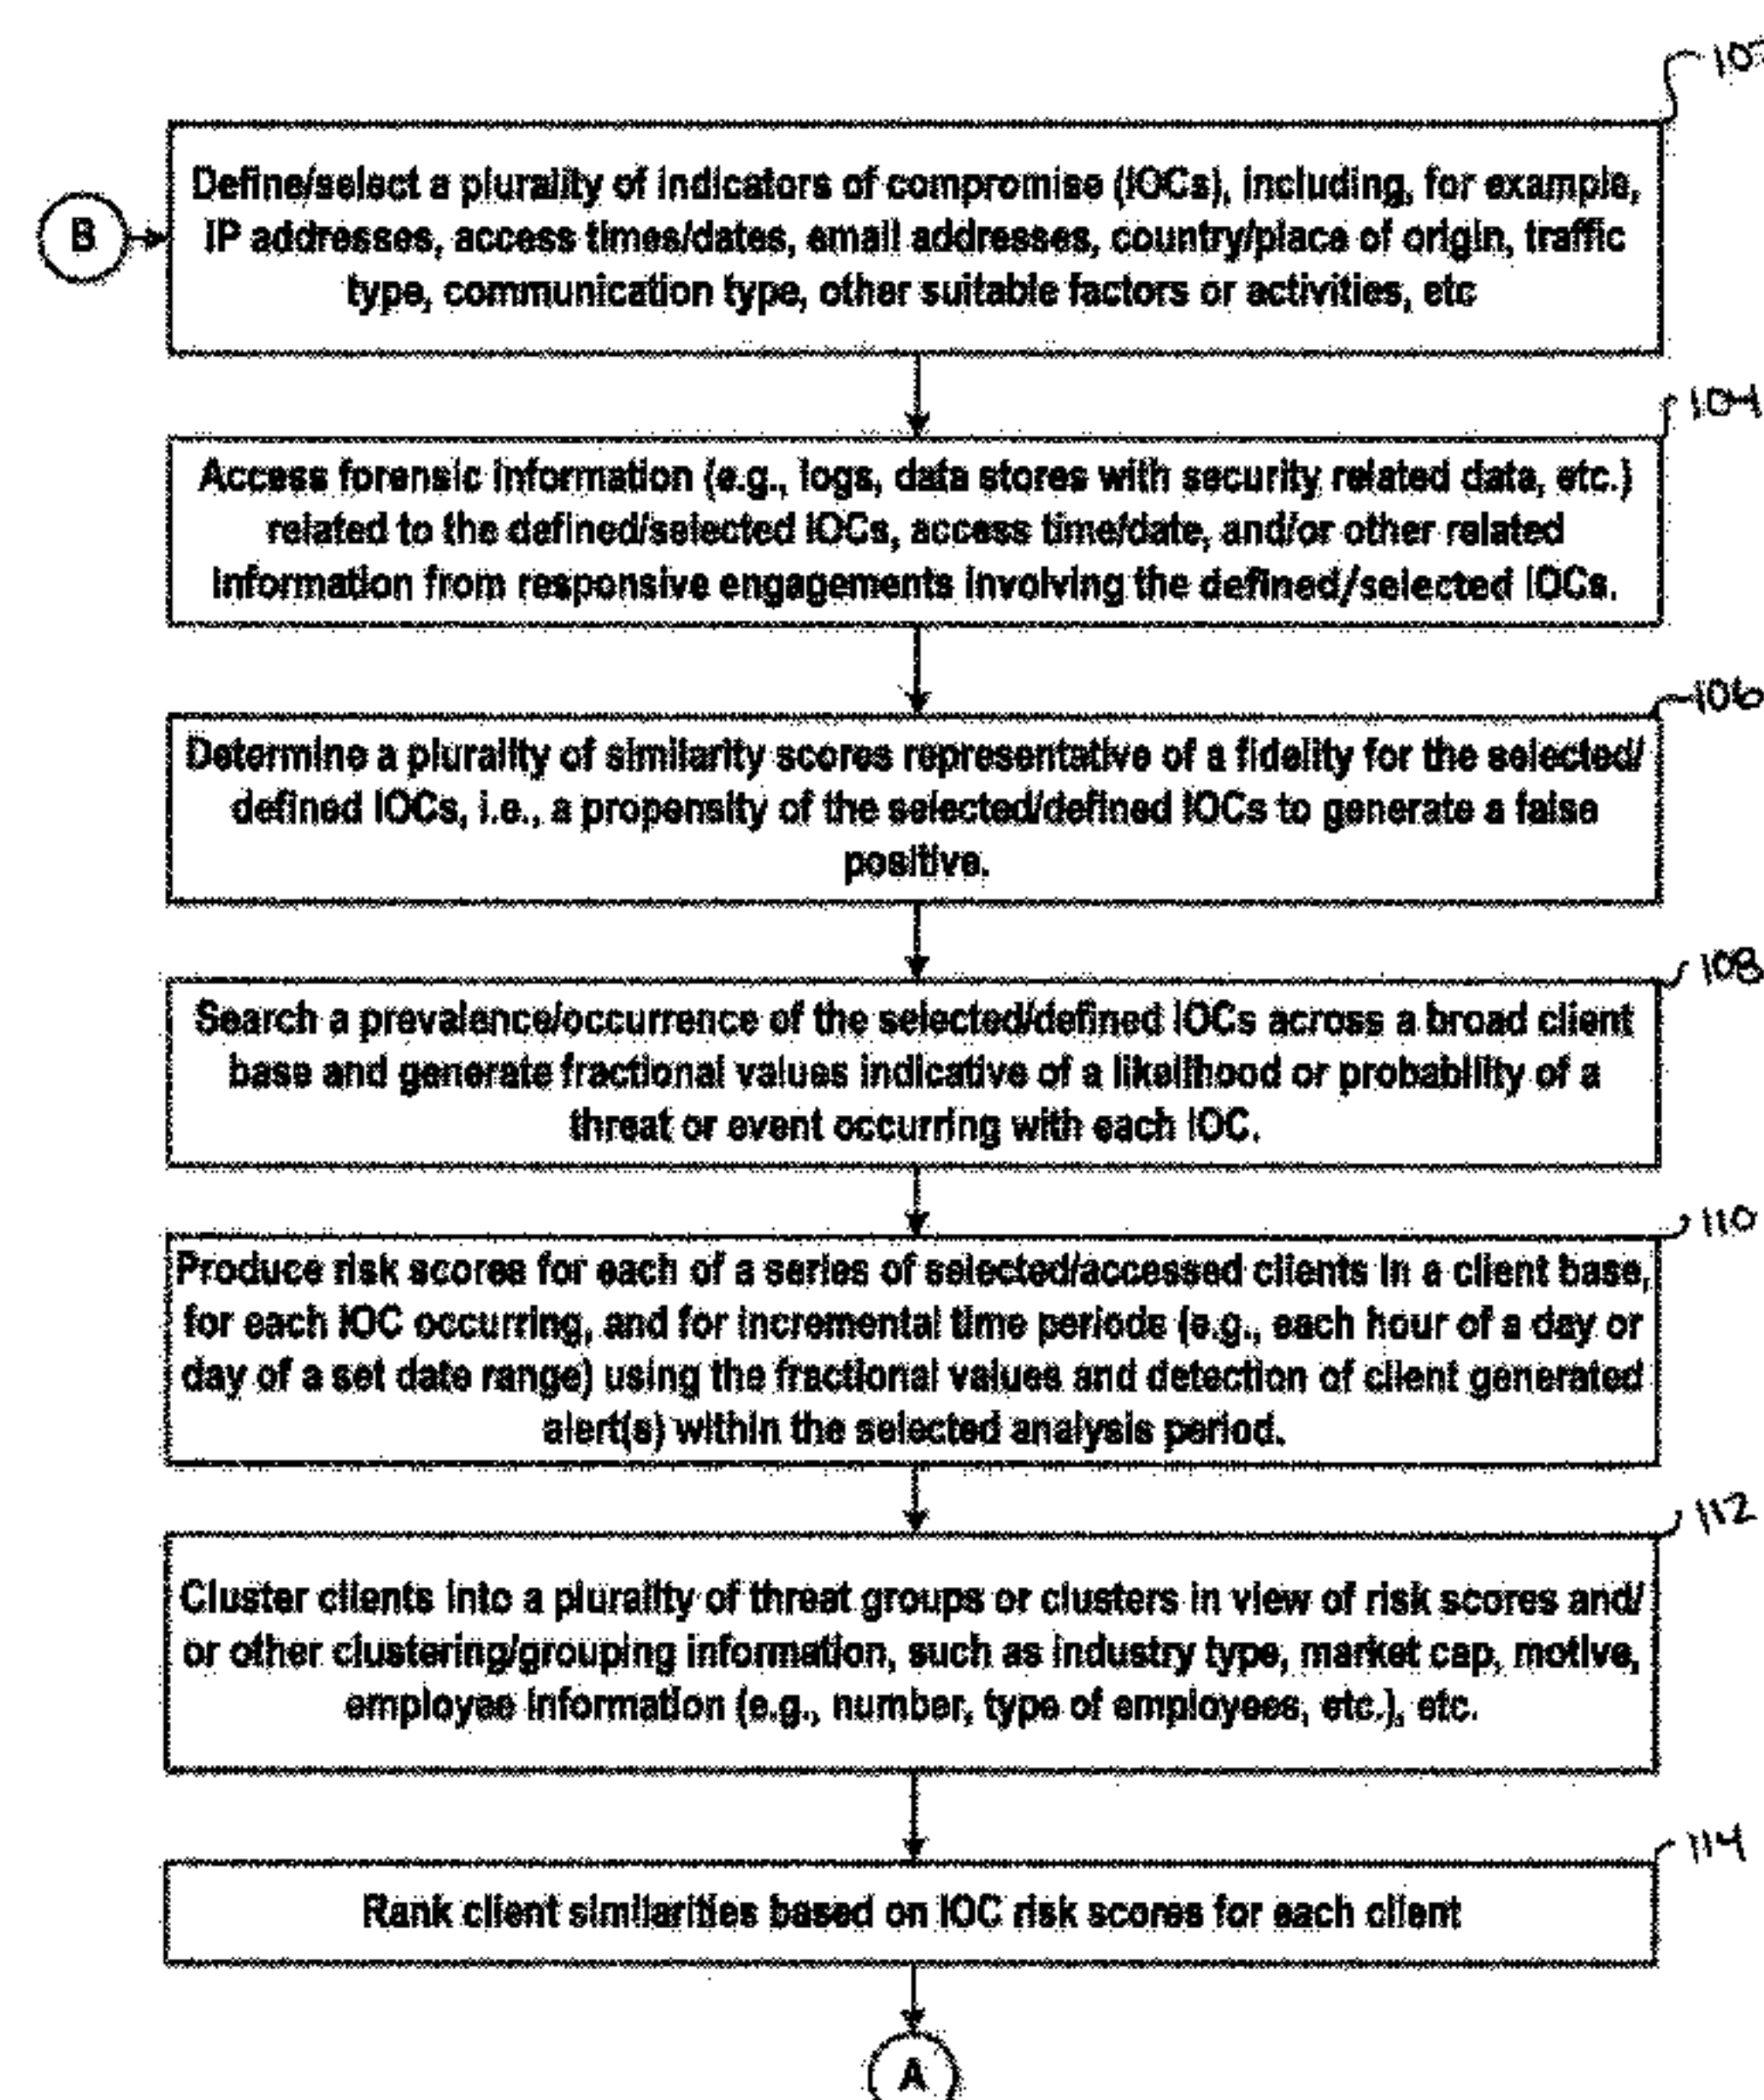 Define/select a plurality of indicators of compromise (IOCs), including, for example,
B
IP addresses, access times/dates, email addresses, country/place of origin, traffic
type, communication type, other suitable factors or activities, etc
104
Access forensic information (e.g., logs, data stores with security related data, etc.)
related to the defined/selected IOCs, access time/date, and/or other related
information from responsive engagements involving the defined/selected IOCs.
106
Determine a plurality of similarity scores representative of a fidelity for the selected/
defined IOCs, i.e., a propensity of the selected/defined IOCs to generate a false
positive.
108
Search a prevalence/occurrence of the selected/defined IOCs across a broad client
base and generate fractional values indicative of a likelihood or probability of a
threat or event occurring with each IOC.
110
Produce risk scores for each of a series of selected/accessed clients in a client base,
for each IOC occurring, and for incremental time periods (e.g., each hour of a day or
day of a set date range) using the fractional values and detection of client generated
alert(s) within the selected analysis period.
112
Cluster clients into a plurality of threat groups or clusters in view of risk scores and/
or other clustering/grouping information, such as industry type, market cap, motive,
employee information (e.g., number, type of employees, etc.), etc.
114
Rank client similarities based on IOC risk scores for each client
A